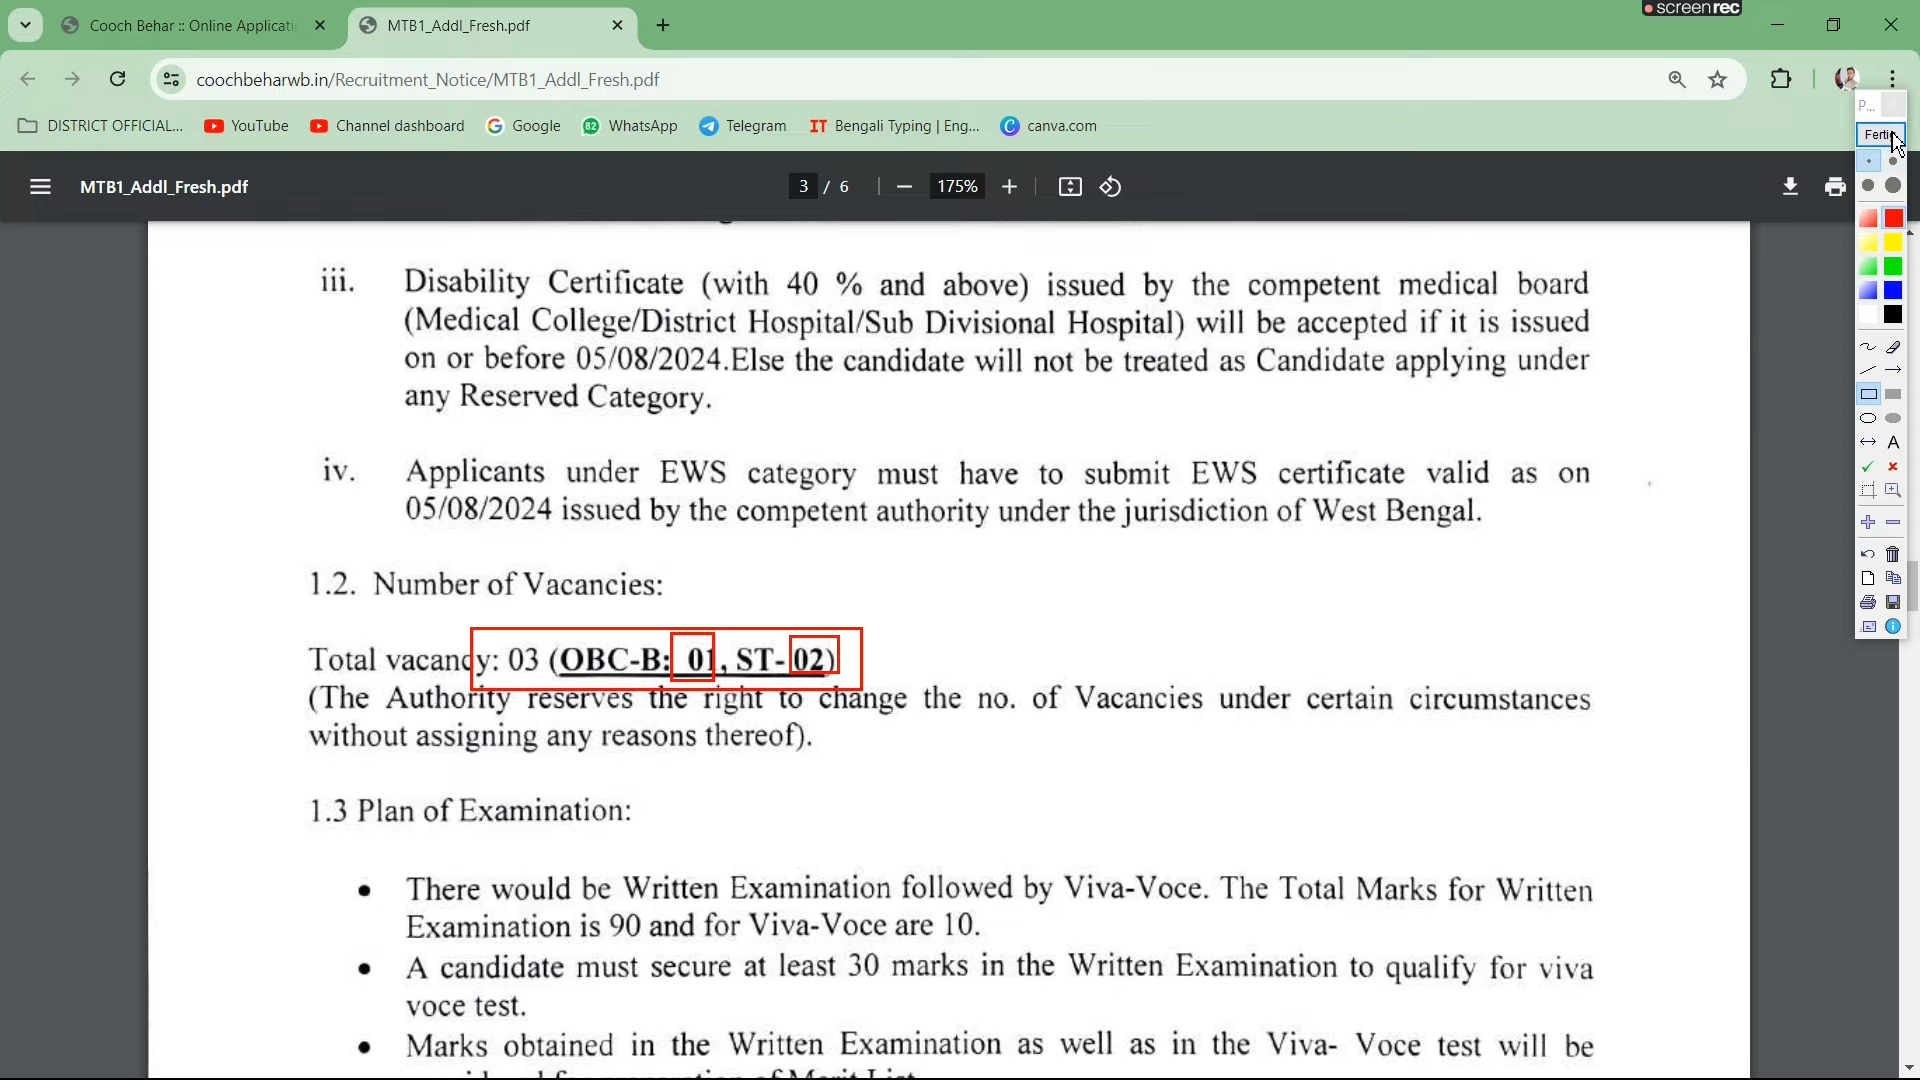 screenrec
Cooch Behar :: Online Applicati
MTB1_Addl_Fresh.pdf
coochbeharwb.in/Recruitment_Notice/MTB1_Addl_Fresh.pdf
DISTRICT OFFICIAL...
YouTube
Channel dashboard
Google
82
WhatsApp
Telegram
IT Bengali Typing | Eng...
canva.com
P...
MTB1_Addl_Fresh.pdf
3 / 6
175%
iii. Disability Certificate (with 40 % and above) issued by the competent medical board
(Medical College/District Hospital/Sub Divisional Hospital) will be accepted if it is issued
on or before 05/08/2024.Else the candidate will not be treated as Candidate applying under
any Reserved Category.
iv. Applicants under EWS category must have to submit EWS certificate valid as on
05/08/2024 issued by the competent authority under the jurisdiction of West Bengal.
1.2. Number of Vacancies:
Total vacancy: 03 (OBC-B: 01, ST- 02)
(The Authority reserves the right to change the no. of Vacancies under certain circumstances
without assigning any reasons thereof).
1.3 Plan of Examination:
• There would be Written Examination followed by Viva-Voce. The Total Marks for Written
Examination is 90 and for Viva-Voce are 10.
• A candidate must secure at least 30 marks in the Written Examination to qualify for viva
voce test.
• Marks obtained in the Written Examination as well as in the Viva- Voce test will be